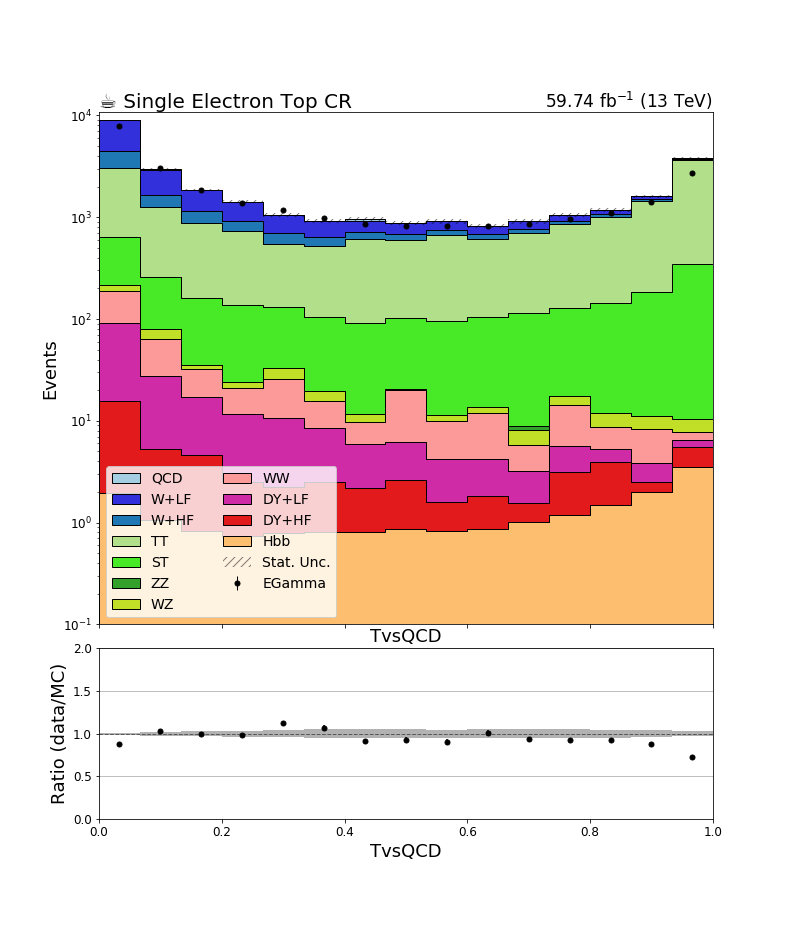 ☕ Single Electron Top CR 59.74 fb⁻¹ (13 TeV)
10⁴
10³
10²
10¹
10⁰
10⁻¹
Events
QCD WW
W+LF DY+LF
W+HF DY+HF
TT Hbb
ST Stat. Unc.
ZZ EGamma
WZ
TvsQCD
2.0
1.5
1.0
0.5
0.0
Ratio (data/MC)
0.0 0.2 0.4 0.6 0.8 1.0
TvsQCD